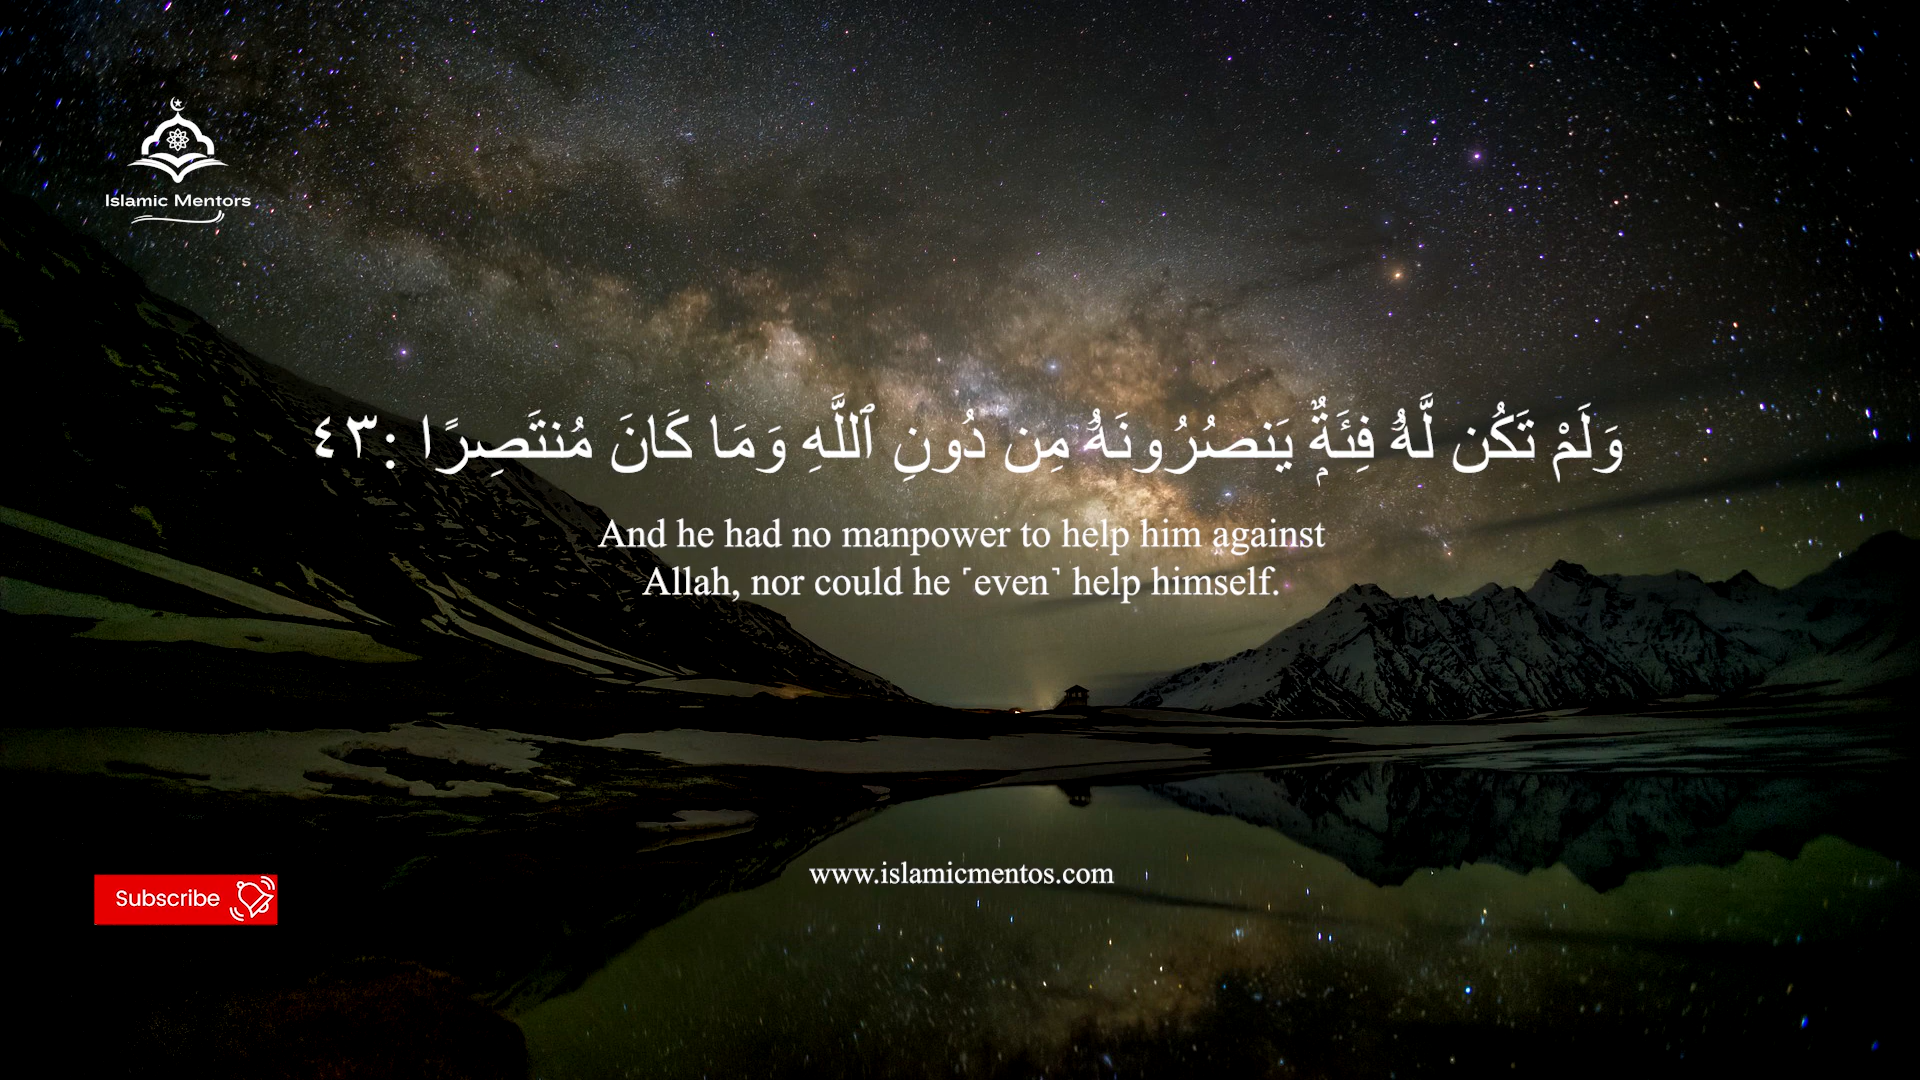 Islamic Mentors
وَلَمْ تَكُن لَّهُۥ فِئَةٌۭ يَنصُرُونَهُۥ مِن دُونِ ٱللَّهِ وَمَا كَانَ مُنتَصِرًا :٤٣
And he had no manpower to help him against
Allah, nor could he ˹even˺ help himself.
www.islamicmentos.com
Subscribe